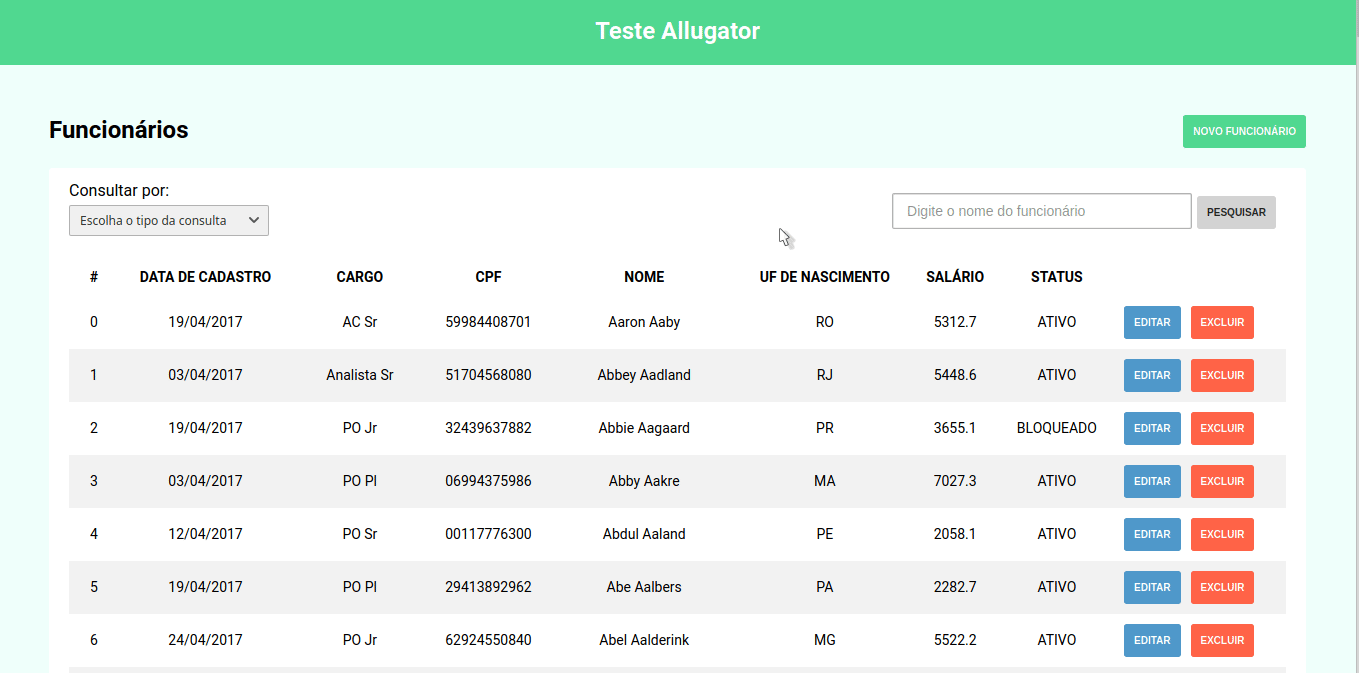 Teste Allugator
Funcionários
NOVO FUNCIONÁRIO
Consultar por:
Escolha o tipo da consulta
Digite o nome do funcionário
PESQUISAR
# DATA DE CADASTRO CARGO CPF NOME UF DE NASCIMENTO SALÁRIO STATUS
0 19/04/2017 AC Sr 59984408701 Aaron Aaby RO 5312.7 ATIVO EDITAR EXCLUIR
1 03/04/2017 Analista Sr 51704568080 Abbey Aadland RJ 5448.6 ATIVO EDITAR EXCLUIR
2 19/04/2017 PO Jr 32439637882 Abbie Aagaard PR 3655.1 BLOQUEADO EDITAR EXCLUIR
3 03/04/2017 PO Pl 06994375986 Abby Aakre MA 7027.3 ATIVO EDITAR EXCLUIR
4 12/04/2017 PO Sr 00117776300 Abdul Aaland PE 2058.1 ATIVO EDITAR EXCLUIR
5 19/04/2017 PO Pl 29413892962 Abe Aalbers PA 2282.7 ATIVO EDITAR EXCLUIR
6 24/04/2017 PO Jr 62924550840 Abel Aalderink MG 5522.2 ATIVO EDITAR EXCLUIR